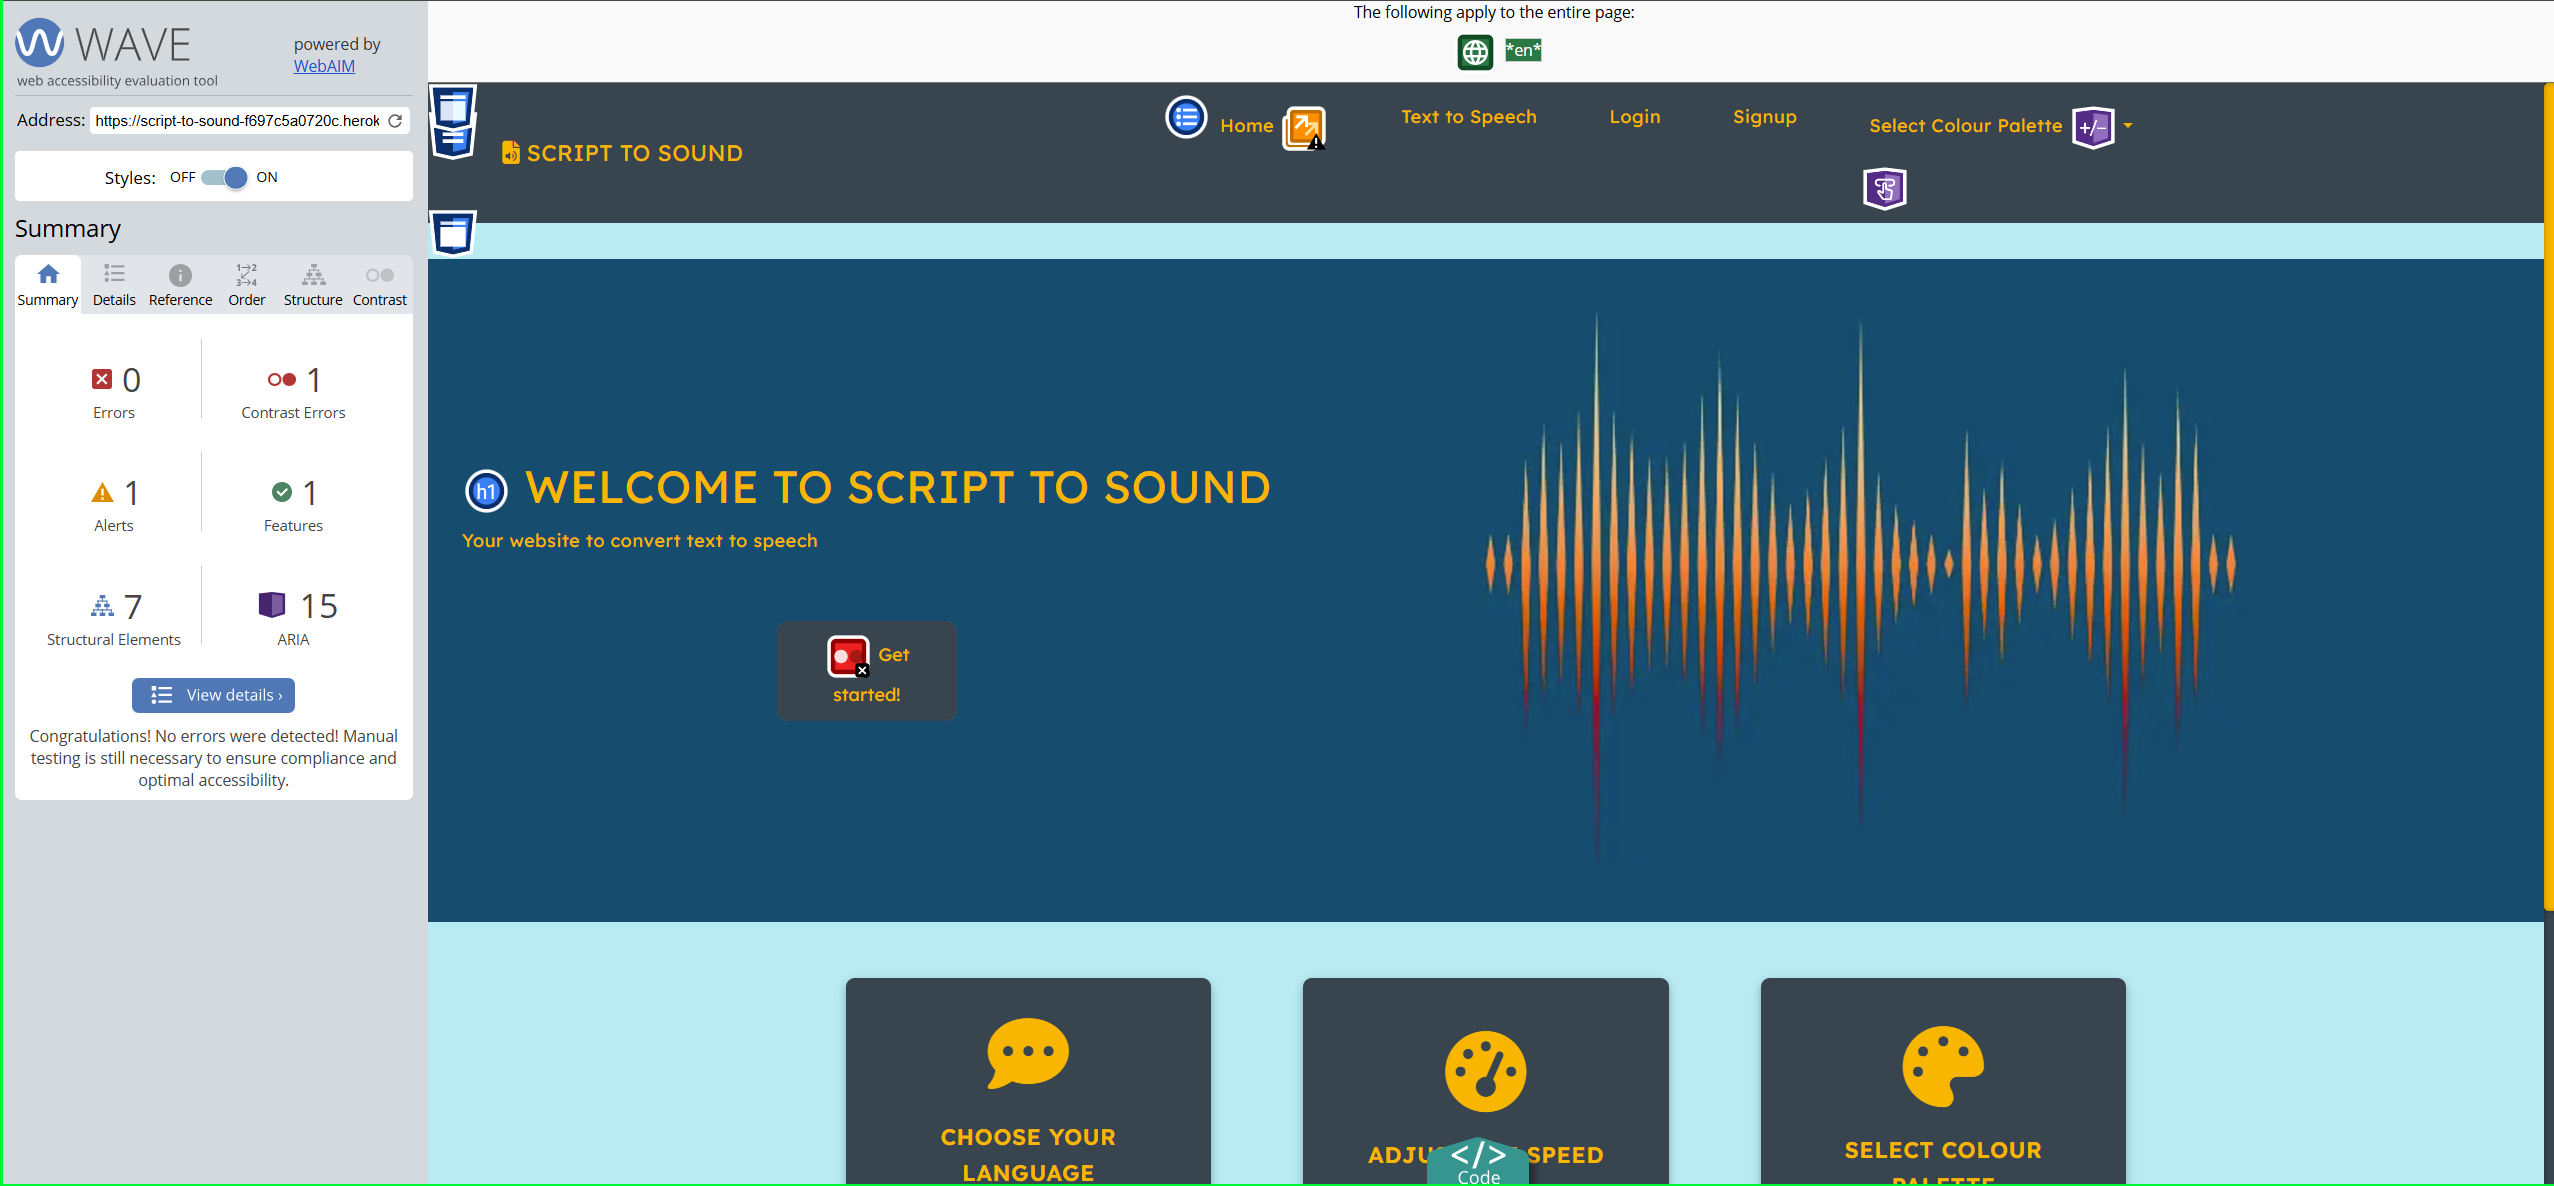 WAVE
powered by
WebAIM
web accessibility evaluation tool
Address: https://script-to-sound-f697c5a0720c.herok
Styles: OFF ON
Summary
Summary Details Reference Order Structure Contrast
0 Errors
1 Contrast Errors
1 Alerts
1 Features
7 Structural Elements
15 ARIA
View details ›
Congratulations! No errors were detected! Manual
testing is still necessary to ensure compliance and
optimal accessibility.
The following apply to the entire page:
*en*
SCRIPT TO SOUND
Home Text to Speech Login Signup Select Colour Palette +/-
h1 WELCOME TO SCRIPT TO SOUND
Your website to convert text to speech
Get
started!
CHOOSE YOUR
LANGUAGE
ADJU SPEED
</>
Code
SELECT COLOUR
PALETTE